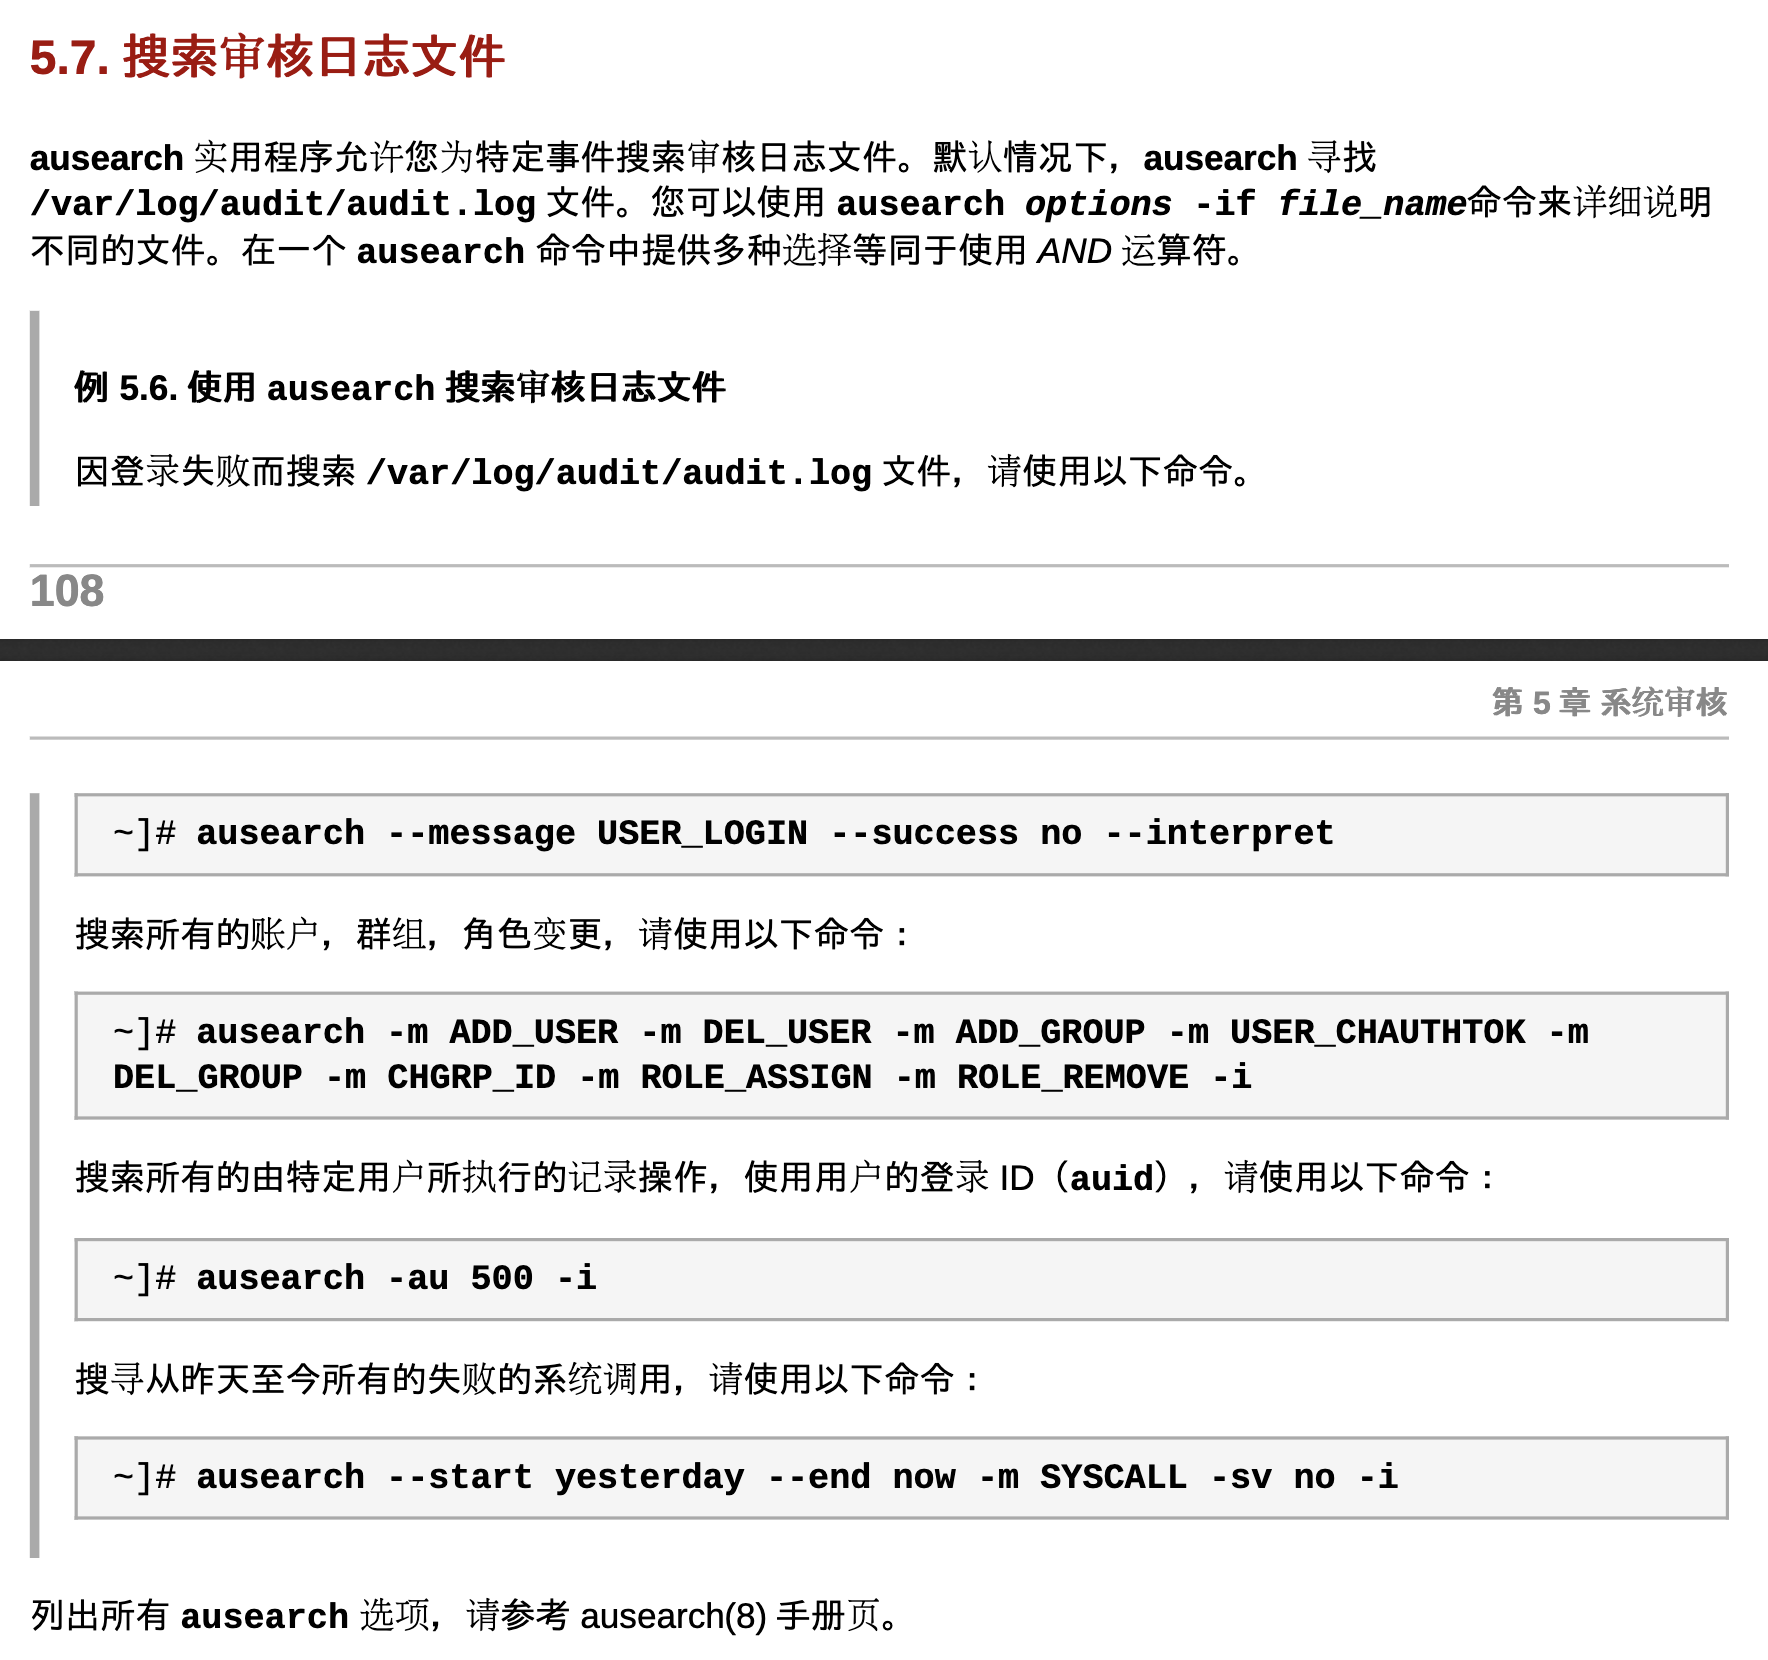 5.7. 搜索审核日志文件
ausearch 实用程序允许您为特定事件搜索审核日志文件。默认情况下，ausearch 寻找
/var/log/audit/audit.log 文件。您可以使用 ausearch options -if file_name命令来详细说明
不同的文件。在一个 ausearch 命令中提供多种选择等同于使用 AND 运算符。
例 5.6. 使用 ausearch 搜索审核日志文件
因登录失败而搜索 /var/log/audit/audit.log 文件，请使用以下命令。
108
第 5 章 系统审核
~]# ausearch --message USER_LOGIN --success no --interpret
搜索所有的账户，群组，角色变更，请使用以下命令：
~]# ausearch -m ADD_USER -m DEL_USER -m ADD_GROUP -m USER_CHAUTHTOK -m
DEL_GROUP -m CHGRP_ID -m ROLE_ASSIGN -m ROLE_REMOVE -i
搜索所有的由特定用户所执行的记录操作，使用用户的登录 ID（auid），请使用以下命令：
~]# ausearch -au 500 -i
搜寻从昨天至今所有的失败的系统调用，请使用以下命令：
~]# ausearch --start yesterday --end now -m SYSCALL -sv no -i
列出所有 ausearch 选项，请参考 ausearch(8) 手册页。